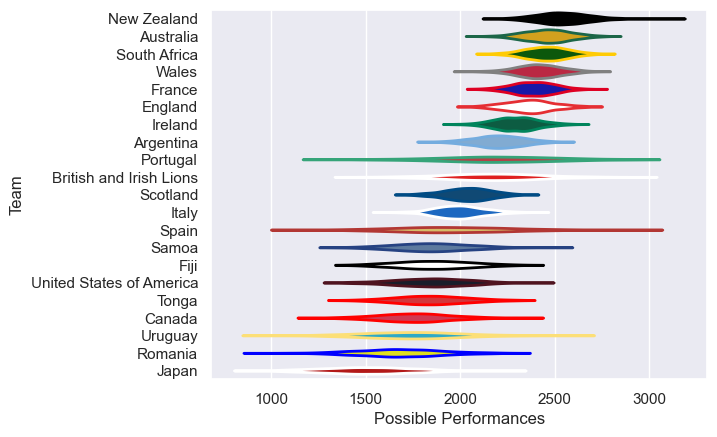 New Zealand
Australia
South Africa
Wales
France
England
Ireland
Argentina
Portugal
British and Irish Lions
Scotland
Italy
Spain
Samoa
Fiji
United States of America
Tonga
Canada
Uruguay
Romania
Japan
Team
1000 1500 2000 2500 3000
Possible Performances